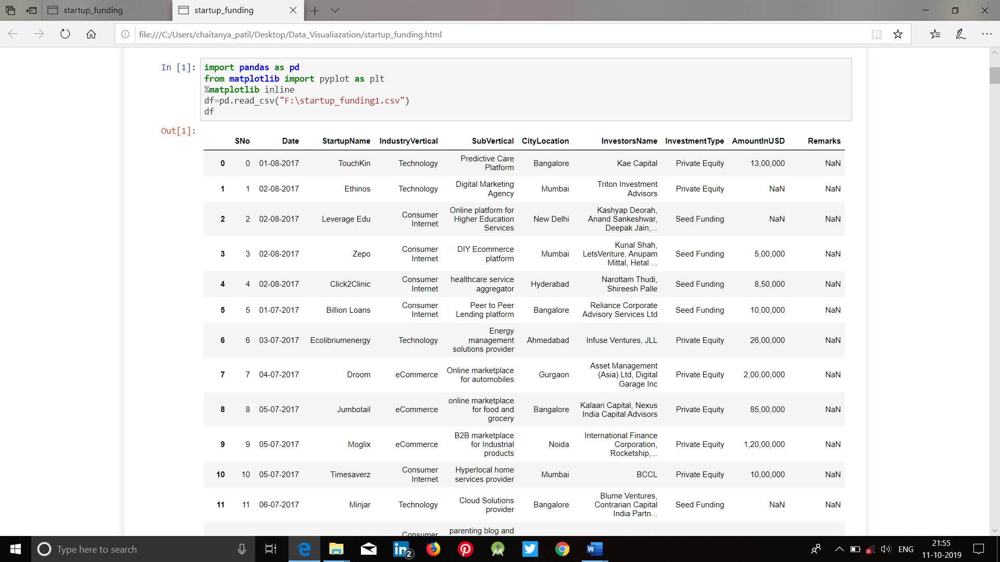 startup_funding
startup_funding
file:///C:/Users/chaitanya_patil/Desktop/Data_Visualiazation/startup_funding.html
In [1]:
import pandas as pd
from matplotlib import pyplot as plt
%matplotlib inline
df=pd.read_csv("F:\startup_funding1.csv")
df
Out[1]:
SNo Date StartupName IndustryVertical SubVertical CityLocation InvestorsName InvestmentType AmountInUSD Remarks
0 0 01-08-2017 TouchKin Technology Predictive Care Platform Bangalore Kae Capital Private Equity 13,00,000 NaN
1 1 02-08-2017 Ethinos Technology Digital Marketing Agency Mumbai Triton Investment Advisors Private Equity NaN NaN
2 2 02-08-2017 Leverage Edu Consumer Internet Online platform for Higher Education Services New Delhi Kashyap Deorah, Anand Sankeshwar, Deepak Jain,... Seed Funding NaN NaN
3 3 02-08-2017 Zepo Consumer Internet DIY Ecommerce platform Mumbai Kunal Shah, LetsVenture, Anupam Mittal, Hetal ... Seed Funding 5,00,000 NaN
4 4 02-08-2017 Click2Clinic Consumer Internet healthcare service aggregator Hyderabad Narottam Thudi, Shireesh Palle Seed Funding 8,50,000 NaN
5 5 01-07-2017 Billion Loans Consumer Internet Peer to Peer Lending platform Bangalore Reliance Corporate Advisory Services Ltd Seed Funding 10,00,000 NaN
6 6 03-07-2017 Ecolibriumenergy Technology Energy management solutions provider Ahmedabad Infuse Ventures, JLL Private Equity 26,00,000 NaN
7 7 04-07-2017 Droom eCommerce Online marketplace for automobiles Gurgaon Asset Management (Asia) Ltd, Digital Garage Inc Private Equity 2,00,00,000 NaN
8 8 05-07-2017 Jumbotail eCommerce online marketplace for food and grocery Bangalore Kalaari Capital, Nexus India Capital Advisors Private Equity 85,00,000 NaN
9 9 05-07-2017 Moglix eCommerce B2B marketplace for Industrial products Noida International Finance Corporation, Rocketship,... Private Equity 1,20,00,000 NaN
10 10 05-07-2017 Timesaverz Consumer Internet Hyperlocal home services provider Mumbai BCCL Private Equity 10,00,000 NaN
11 11 06-07-2017 Minjar Technology Cloud Solutions provider Bangalore Blume Ventures, Contrarian Capital India Partn... Seed Funding NaN NaN
Consumer parenting blog and
Type here to search
2
W
ENG
21:55
11-10-2019